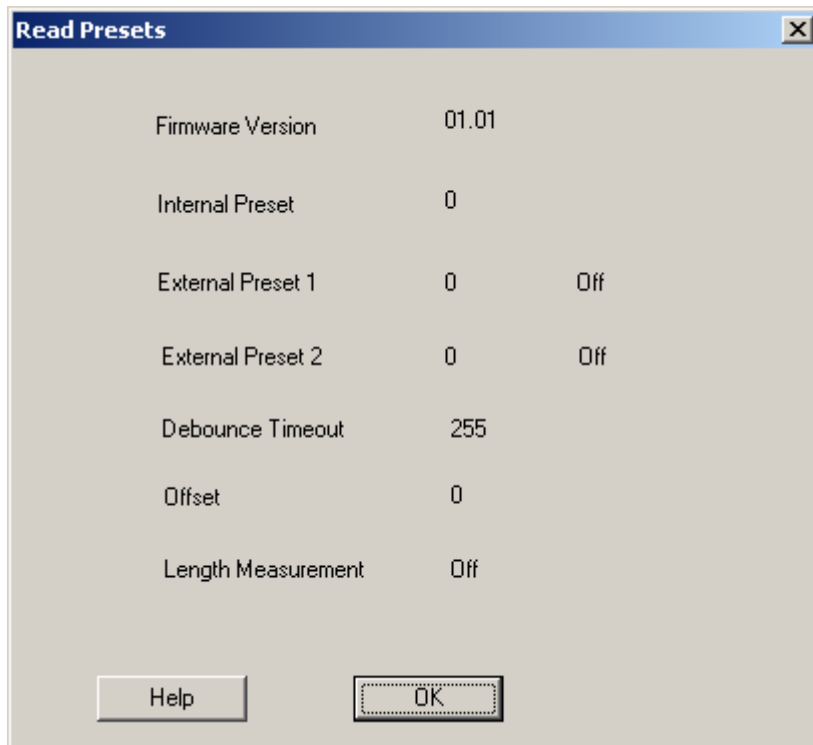 Read Presets
Firmware Version 01.01
Internal Preset 0
External Preset 1 0 Off
External Preset 2 0 Off
Debounce Timeout 255
Offset 0
Length Measurement Off
Help OK